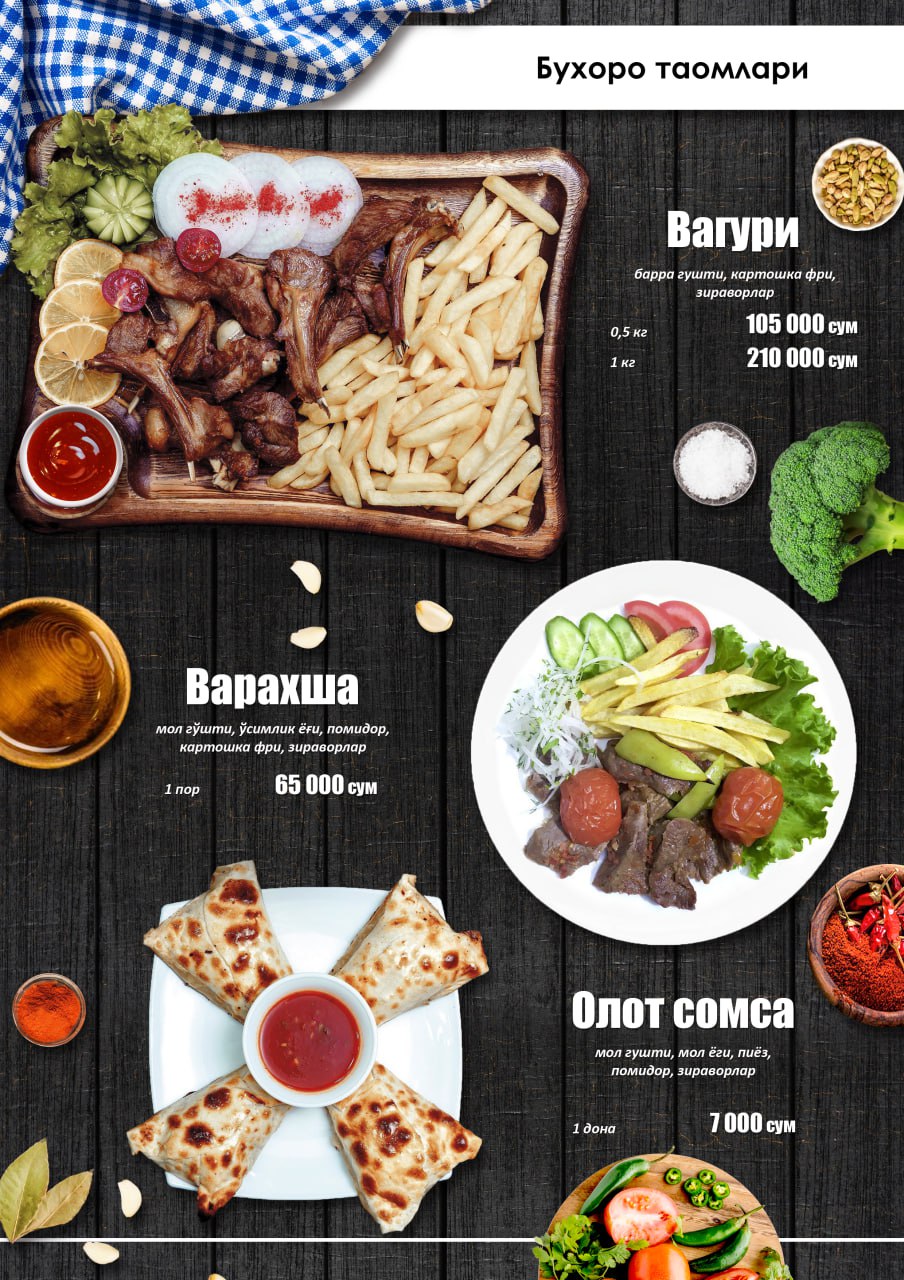 Бухоро таомлари
Вагури
барра гушти, картошка фри,
зираворлар
0,5 кг 105 000 сум
1 кг 210 000 сум
Варахша
мол гўшти, ўсимлик ёғи, помидор,
картошка фри, зираворлар
1 пор 65 000 сум
Олот сомса
мол гушти, мол ёги, пиёз,
помидор, зираворлар
1 дона 7 000 сум